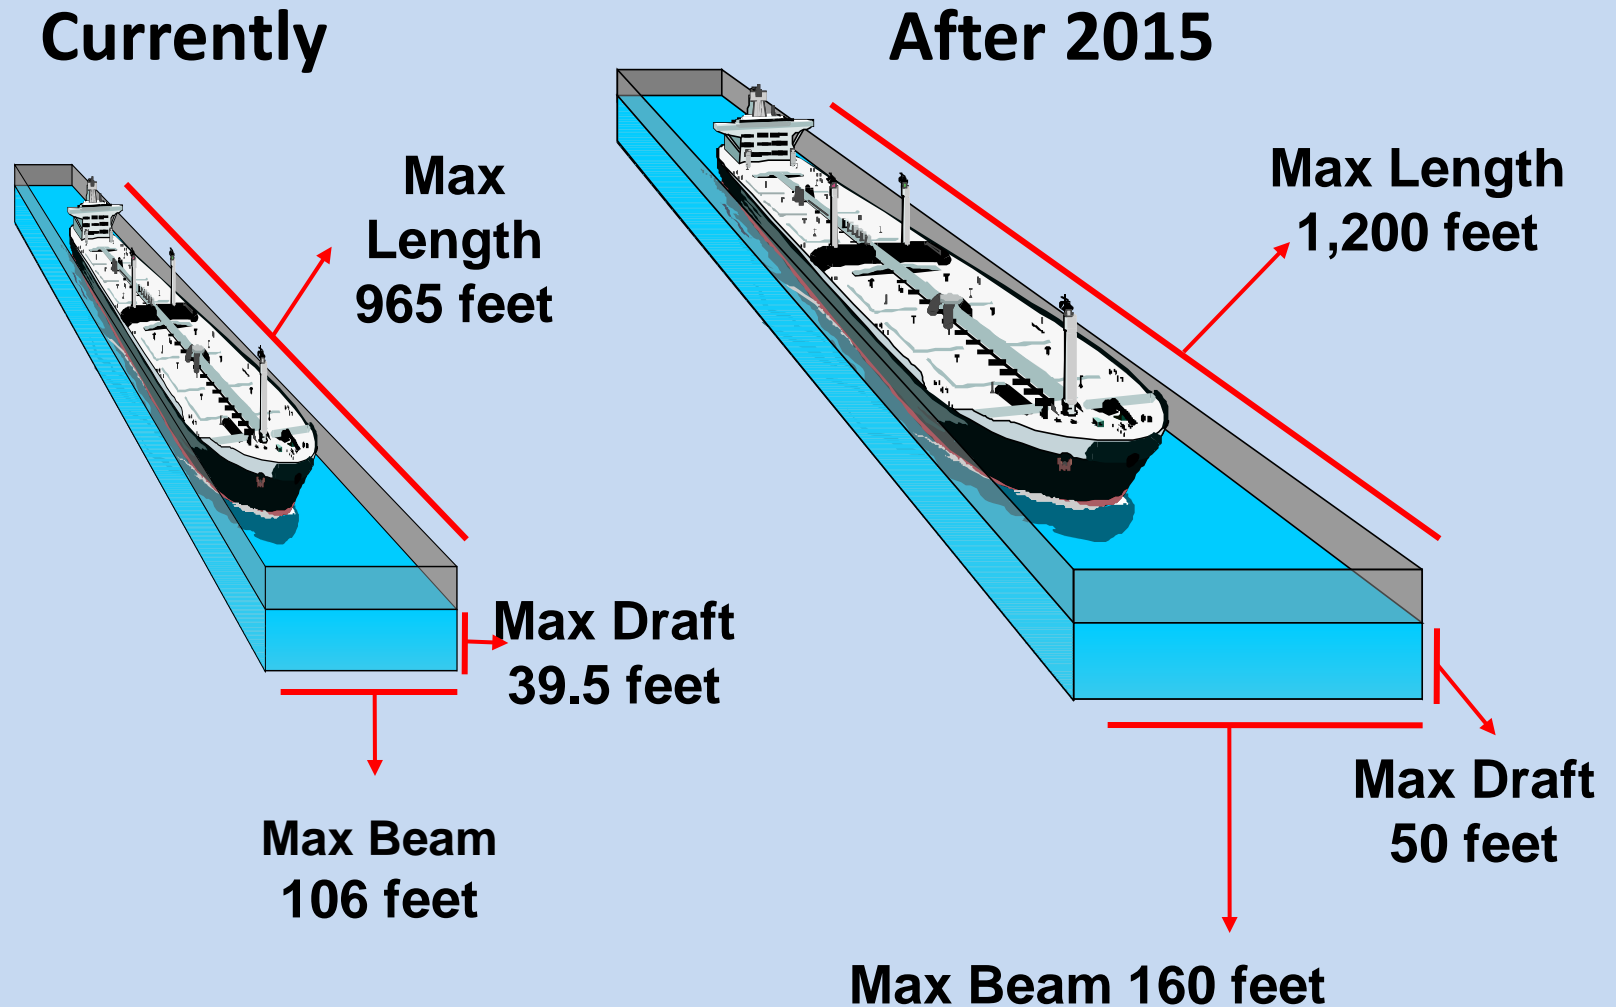 Currently
Max
Length
965 feet
Max Draft
39.5 feet
Max Beam
106 feet
After 2015
Max Length
1,200 feet
Max Draft
50 feet
Max Beam 160 feet